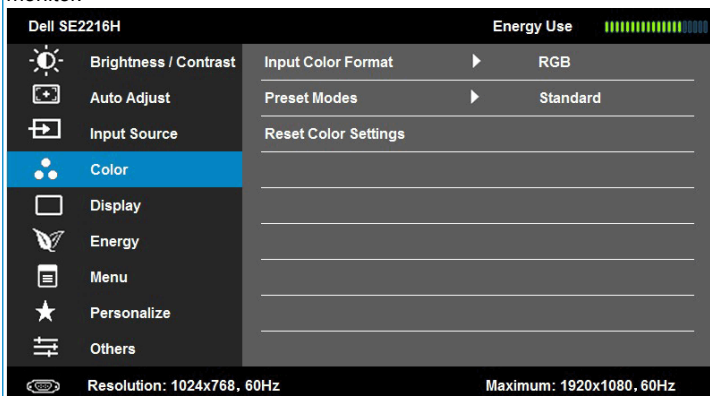 Dell SE2216H Energy Use
Brightness / Contrast Input Color Format RGB
Auto Adjust Preset Modes Standard
Input Source Reset Color Settings
Color
Display
Energy
Menu
Personalize
Others
Resolution: 1024x768, 60Hz Maximum: 1920x1080, 60Hz